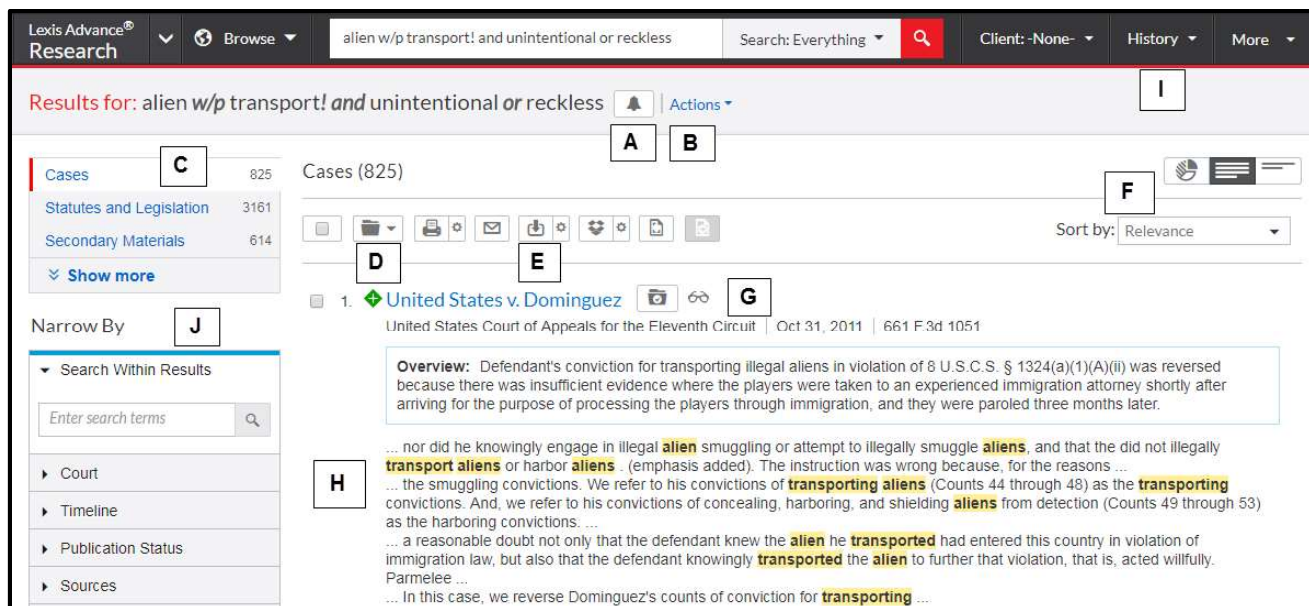 Lexis Advance® Research Browse alien w/p transport! and unintentional or reckless Search: Everything Client: -None- History More
I
Results for: alien w/p transport! and unintentional or reckless Actions
A B
C
Cases 825
Statutes and Legislation 3161
Secondary Materials 614
Show more
Narrow By J
Search Within Results
Enter search terms
Court
Timeline
Publication Status
Sources
Cases (825)
F
Sort by: Relevance
D E
1. United States v. Dominguez G
United States Court of Appeals for the Eleventh Circuit | Oct 31, 2011 | 661 F.3d 1051
Overview: Defendant's conviction for transporting illegal aliens in violation of 8 U.S.C.S. § 1324(a)(1)(A)(ii) was reversed
because there was insufficient evidence where the players were taken to an experienced immigration attorney shortly after
arriving for the purpose of processing the players through immigration, and they were paroled three months later.
H
... nor did he knowingly engage in illegal alien smuggling or attempt to illegally smuggle aliens, and that the did not illegally
transport aliens or harbor aliens . (emphasis added). The instruction was wrong because, for the reasons ...
... the smuggling convictions. We refer to his convictions of transporting aliens (Counts 44 through 48) as the transporting
convictions. And, we refer to his convictions of concealing, harboring, and shielding aliens from detection (Counts 49 through 53)
as the harboring convictions. ...
... a reasonable doubt not only that the defendant knew the alien he transported had entered this country in violation of
immigration law, but also that the defendant knowingly transported the alien to further that violation, that is, acted willfully.
Parmelee ...
... In this case, we reverse Dominguez's counts of conviction for transporting ...